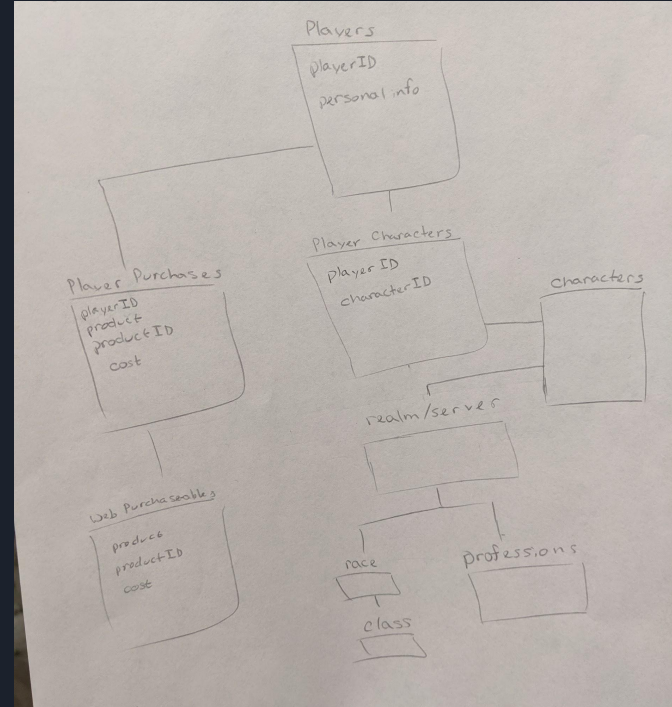 Players
playerID
personal info
Player Characters
player ID
characterID
Player Purchases
playerID
product
productID
cost
characters
realm/server
Web Purchaseables
product
productID
cost
race
professions
class